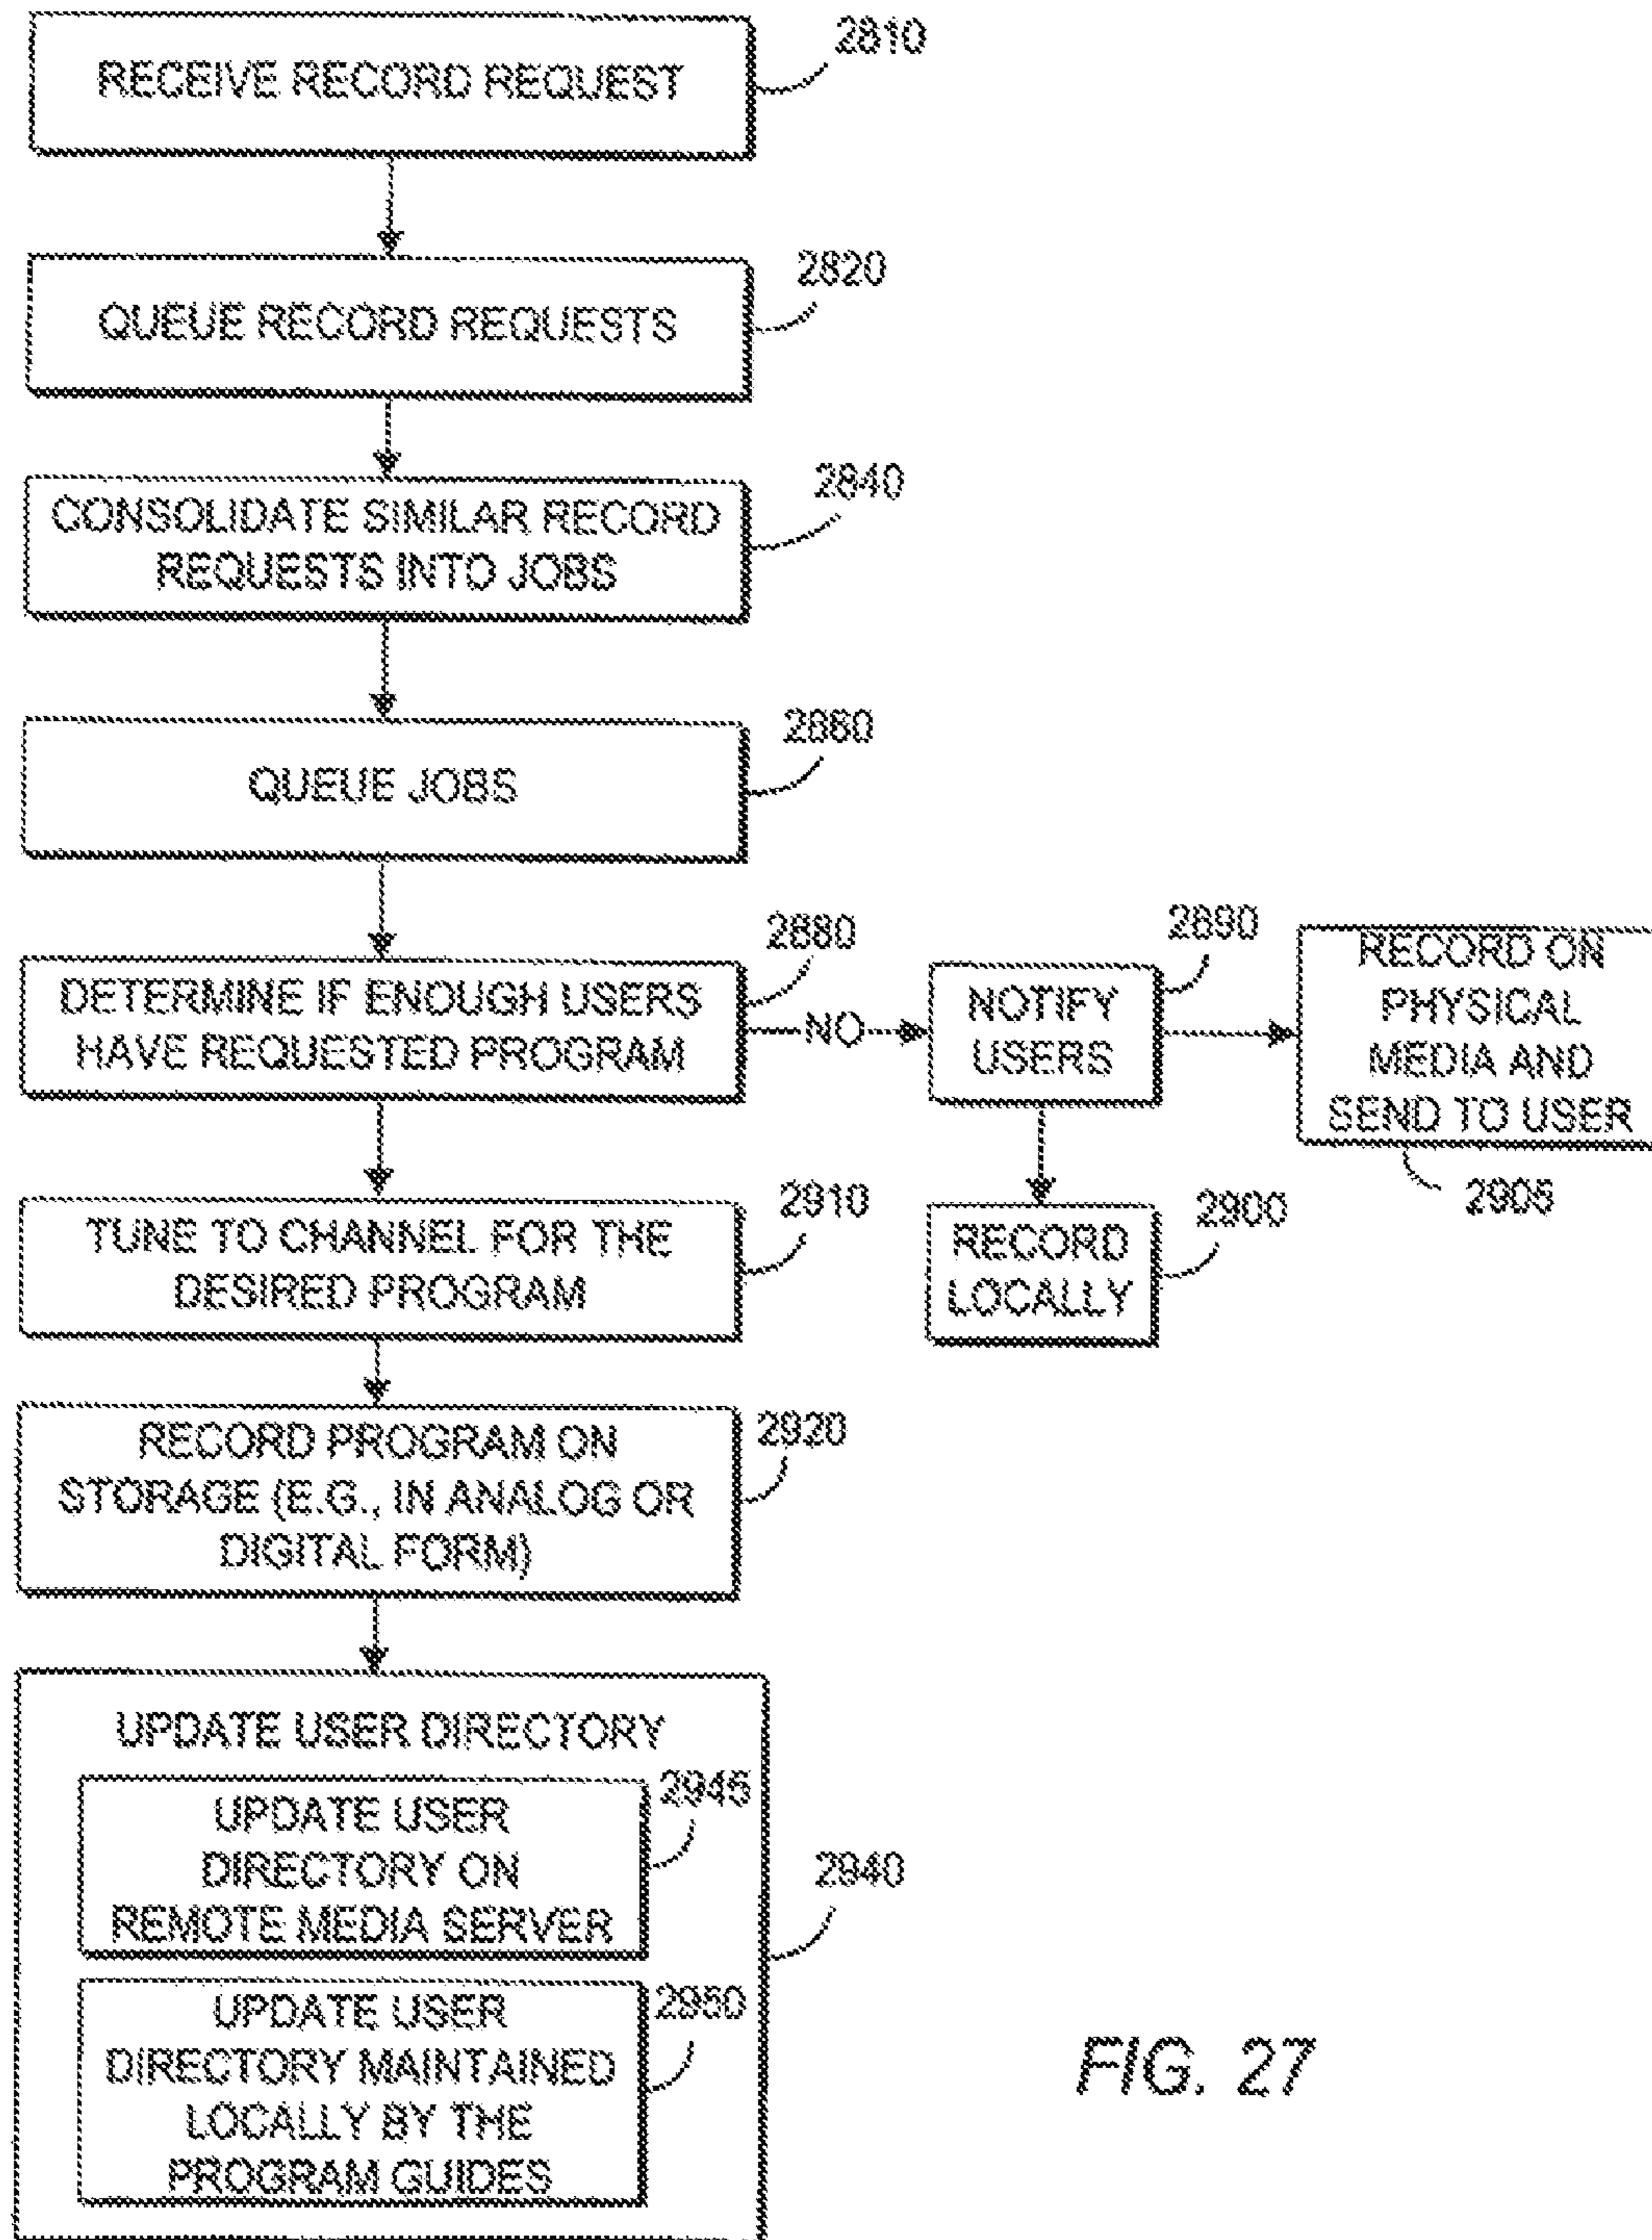 RECEIVE RECORD REQUEST
2810
QUEUE RECORD REQUESTS
2820
CONSOLIDATE SIMILAR RECORD
REQUESTS INTO JOBS
2840
QUEUE JOBS
2860
DETERMINE IF ENOUGH USERS
HAVE REQUESTED PROGRAM
2880
NO
NOTIFY
USERS
2890
RECORD ON
PHYSICAL
MEDIA AND
SEND TO USER
2905
RECORD
LOCALLY
2900
TUNE TO CHANNEL FOR THE
DESIRED PROGRAM
2910
RECORD PROGRAM ON
STORAGE (E.G., IN ANALOG OR
DIGITAL FORM)
2920
UPDATE USER DIRECTORY
2940
UPDATE USER
DIRECTORY ON
REMOTE MEDIA SERVER
2945
UPDATE USER
DIRECTORY MAINTAINED
LOCALLY BY THE
PROGRAM GUIDES
2950
FIG. 27